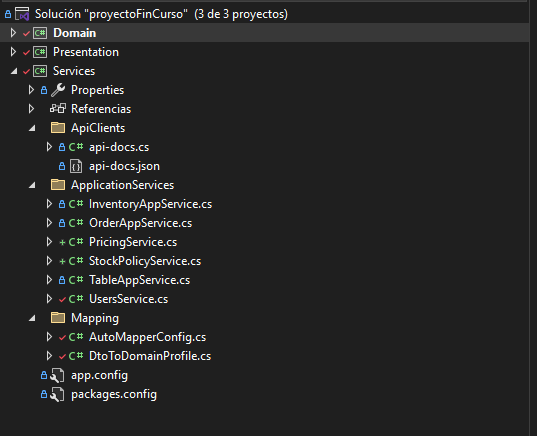 Solución "proyectoFinCurso" (3 de 3 proyectos)
C# Domain
C# Presentation
C# Services
Properties
Referencias
ApiClients
C# api-docs.cs
{} api-docs.json
ApplicationServices
C# InventoryAppService.cs
C# OrderAppService.cs
+ C# PricingService.cs
+ C# StockPolicyService.cs
C# TableAppService.cs
C# UsersService.cs
Mapping
C# AutoMapperConfig.cs
C# DtoToDomainProfile.cs
app.config
packages.config